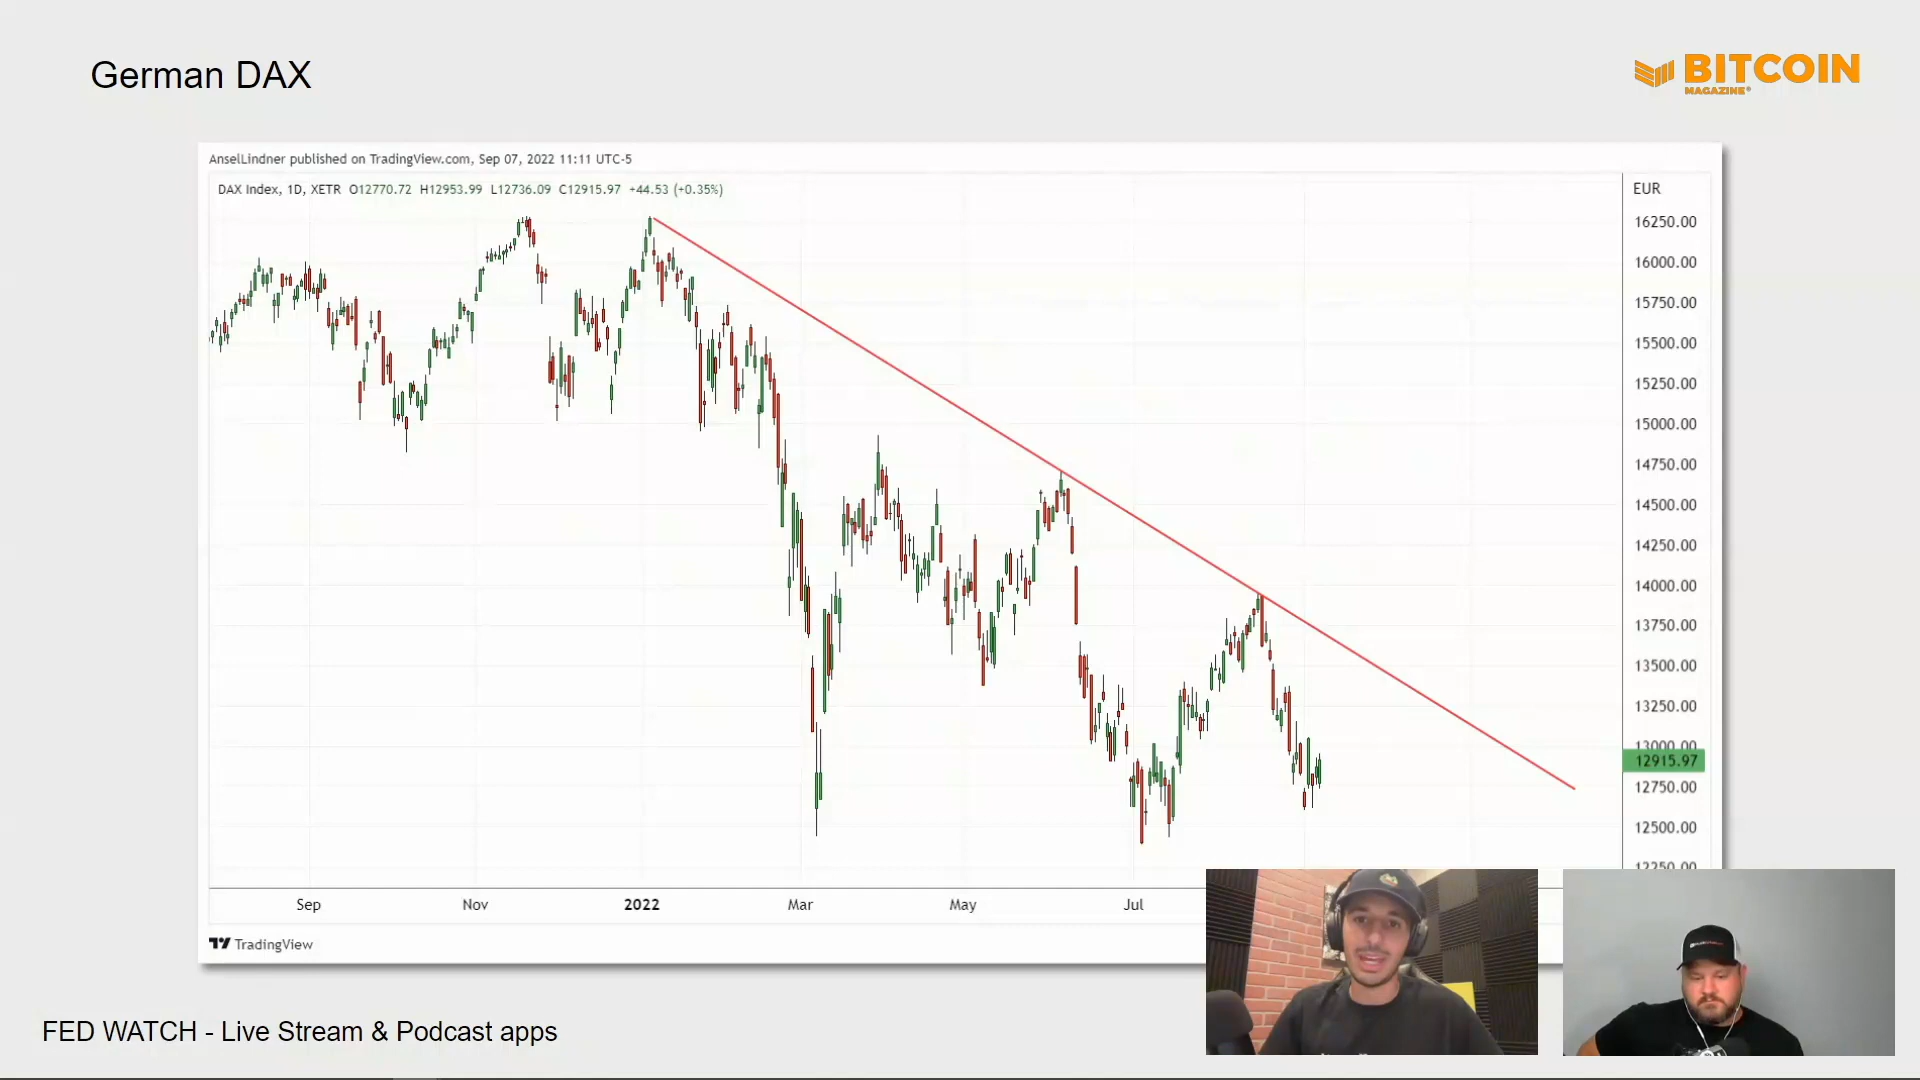 German DAX
BITCOIN
MAGAZINE®
AnselLindner published on TradingView.com, Sep 07, 2022 11:11 UTC-5
DAX Index, 1D, XETR O12770.72 H12953.99 L12736.09 C12915.97 +44.53 (+0.35%)
EUR
16250.00
16000.00
15750.00
15500.00
15250.00
15000.00
14750.00
14500.00
14250.00
14000.00
13750.00
13500.00
13250.00
13000.00
12915.97
12750.00
12500.00
12250.00
Sep Nov 2022 Mar May Jul
TradingView
FED WATCH - Live Stream & Podcast apps